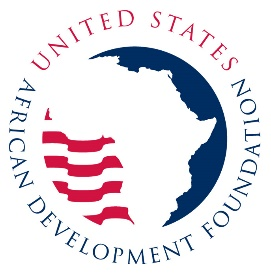 UNITED STATES
AFRICAN DEVELOPMENT FOUNDATION